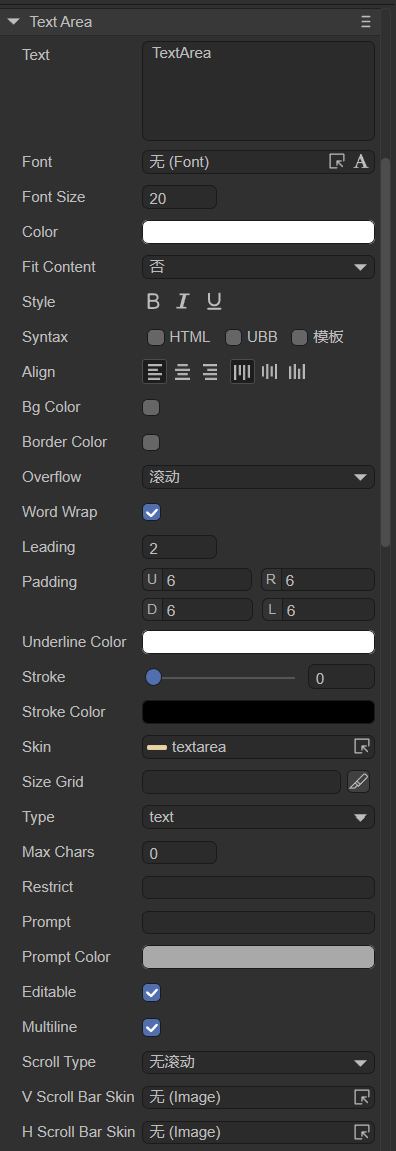 Text Area
Text TextArea
Font 无 (Font) A
Font Size 20
Color
Fit Content 否
Style B I U
Syntax HTML UBB 模板
Align
Bg Color
Border Color
Overflow 滚动
Word Wrap
Leading 2
Padding U 6 R 6
D 6 L 6
Underline Color
Stroke 0
Stroke Color
Skin textarea
Size Grid
Type text
Max Chars 0
Restrict
Prompt
Prompt Color
Editable
Multiline
Scroll Type 无滚动
V Scroll Bar Skin 无 (Image)
H Scroll Bar Skin 无 (Image)